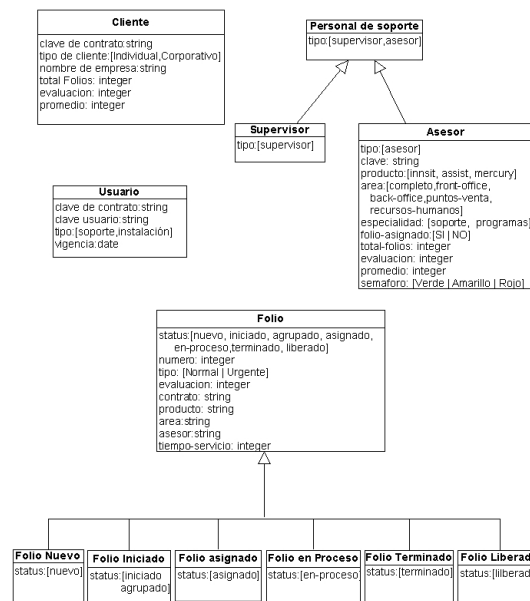 Cliente
clave de contrato:string
tipo de cliente:[Individual,Corporativo]
nombre de empresa:string
total Folios: integer
evaluacion: integer
promedio: integer
Personal de soporte
tipo:[supervisor,asesor]
Supervisor
tipo:[supervisor]
Asesor
tipo:[asesor]
clave: string
producto:[innsit, assist, mercury]
area:[completo,front-office,
back-office,puntos-venta,
recursos-humanos]
especialidad: [soporte, programas]
folio-asignado:[SI | NO]
total-folios: integer
evaluacion: integer
promedio: integer
semaforo: [Verde | Amarillo | Rojo]
Usuario
clave de contrato:string
clave usuario:string
tipo:[soporte,instalación]
vigencia:date
Folio
status:[nuevo, iniciado, agrupado, asignado,
en-proceso,terminado, liberado]
numero: integer
tipo: [Normal | Urgente]
evaluacion: integer
contrato: string
producto: string
area:string
asesor:string
tiempo-servicio: integer
Folio Nuevo
status:[nuevo]
Folio Iniciado
status:[iniciado
agrupado]
Folio asignado
status:[asignado]
Folio en Proceso
status:[en-proceso]
Folio Terminado
status:[terminado]
Folio Liberad
status:[lilberad